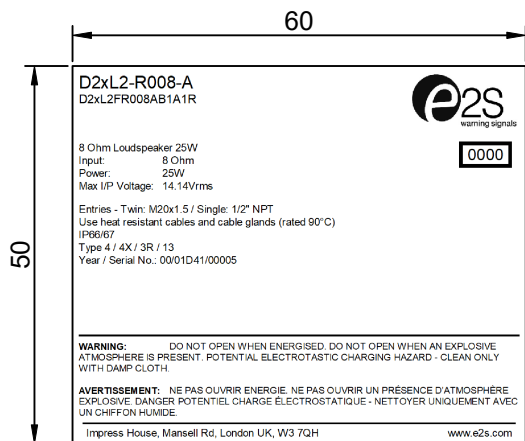 60
D2xL2-R008-A
D2xL2FR008AB1A1R
e2S
warning signals
8 Ohm Loudspeaker 25W
0000
Input: 8 Ohm
Power: 25W
Max I/P Voltage: 14.14Vrms
Entries - Twin: M20x1.5 / Single: 1/2" NPT
Use heat resistant cables and cable glands (rated 90°C)
IP66/67
Type 4 / 4X / 3R / 13
Year / Serial No.: 00/01D41/00005
50
WARNING: DO NOT OPEN WHEN ENERGISED. DO NOT OPEN WHEN AN EXPLOSIVE
ATMOSPHERE IS PRESENT. POTENTIAL ELECTROTASTIC CHARGING HAZARD - CLEAN ONLY
WITH DAMP CLOTH.
AVERTISSEMENT: NE PAS OUVRIR ENERGIE. NE PAS OUVRIR UN PRÉSENCE D'ATMOSPHÈRE
EXPLOSIVE. DANGER POTENTIEL CHARGE ÉLECTROSTATIQUE - NETTOYER UNIQUEMENT AVEC
UN CHIFFON HUMIDE.
Impress House, Mansell Rd, London UK, W3 7QH www.e2s.com